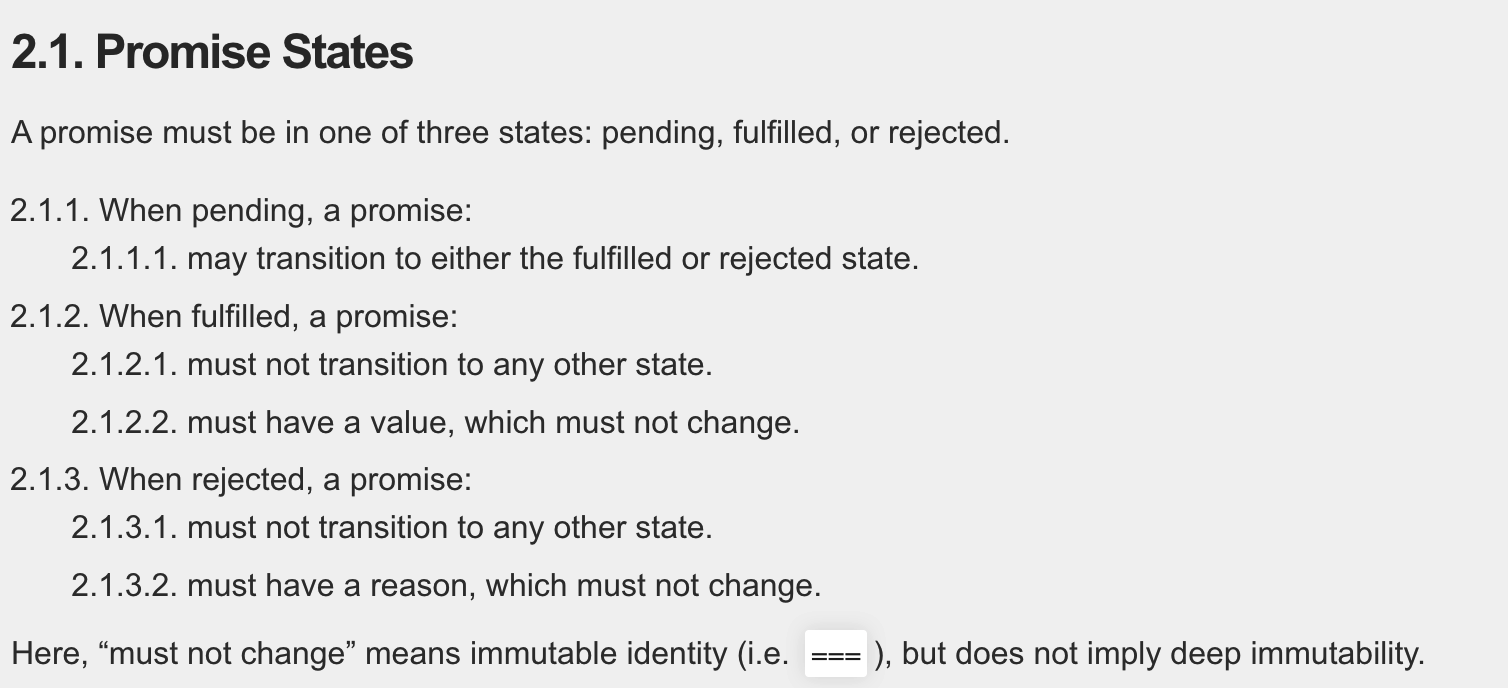 2.1. Promise States
A promise must be in one of three states: pending, fulfilled, or rejected.
2.1.1. When pending, a promise:
2.1.1.1. may transition to either the fulfilled or rejected state.
2.1.2. When fulfilled, a promise:
2.1.2.1. must not transition to any other state.
2.1.2.2. must have a value, which must not change.
2.1.3. When rejected, a promise:
2.1.3.1. must not transition to any other state.
2.1.3.2. must have a reason, which must not change.
Here, “must not change” means immutable identity (i.e. === ), but does not imply deep immutability.